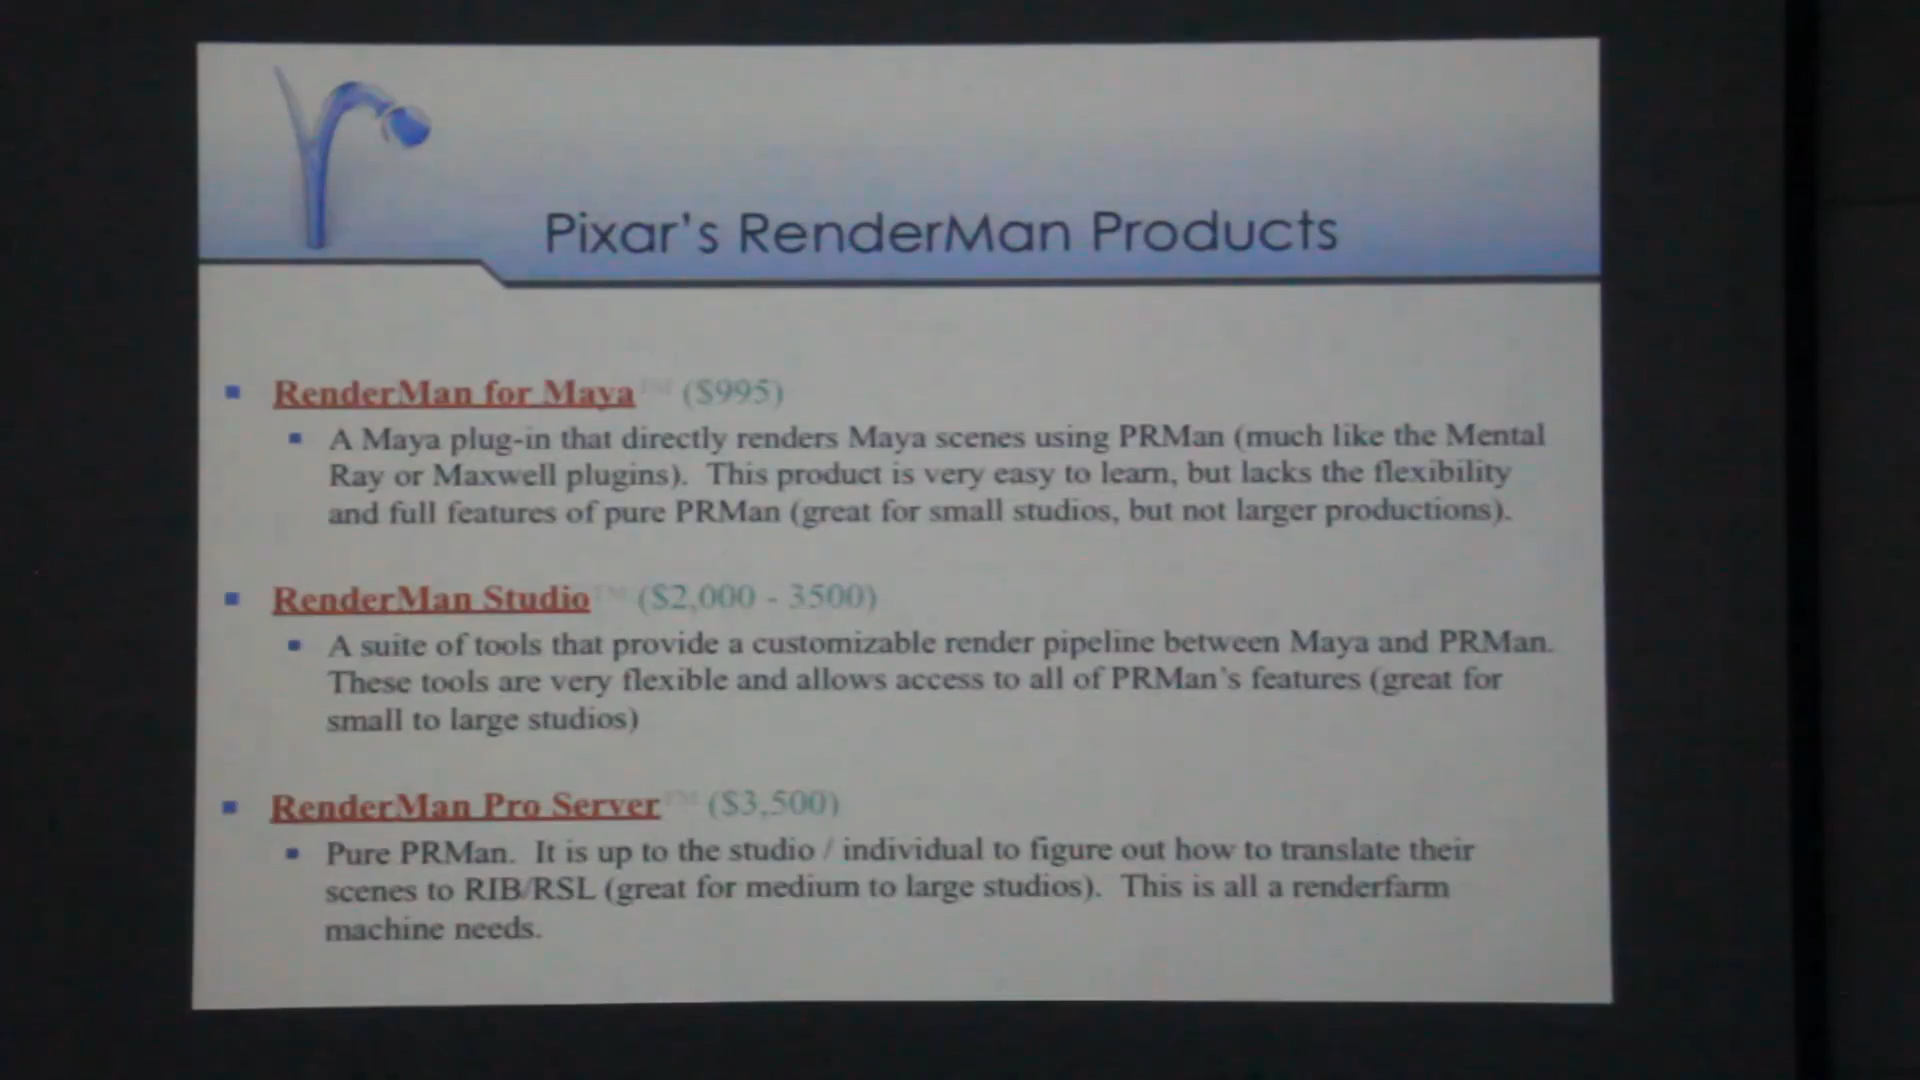 Pixar's RenderMan Products
RenderMan for Maya™ ($995)
A Maya plug-in that directly renders Maya scenes using PRMan (much like the Mental
Ray or Maxwell plugins). This product is very easy to learn, but lacks the flexibility
and full features of pure PRMan (great for small studios, but not larger productions).
RenderMan Studio™ ($2,000 - 3500)
A suite of tools that provide a customizable render pipeline between Maya and PRMan.
These tools are very flexible and allows access to all of PRMan's features (great for
small to large studios)
RenderMan Pro Server™ ($3,500)
Pure PRMan. It is up to the studio / individual to figure out how to translate their
scenes to RIB/RSL (great for medium to large studios). This is all a renderfarm
machine needs.